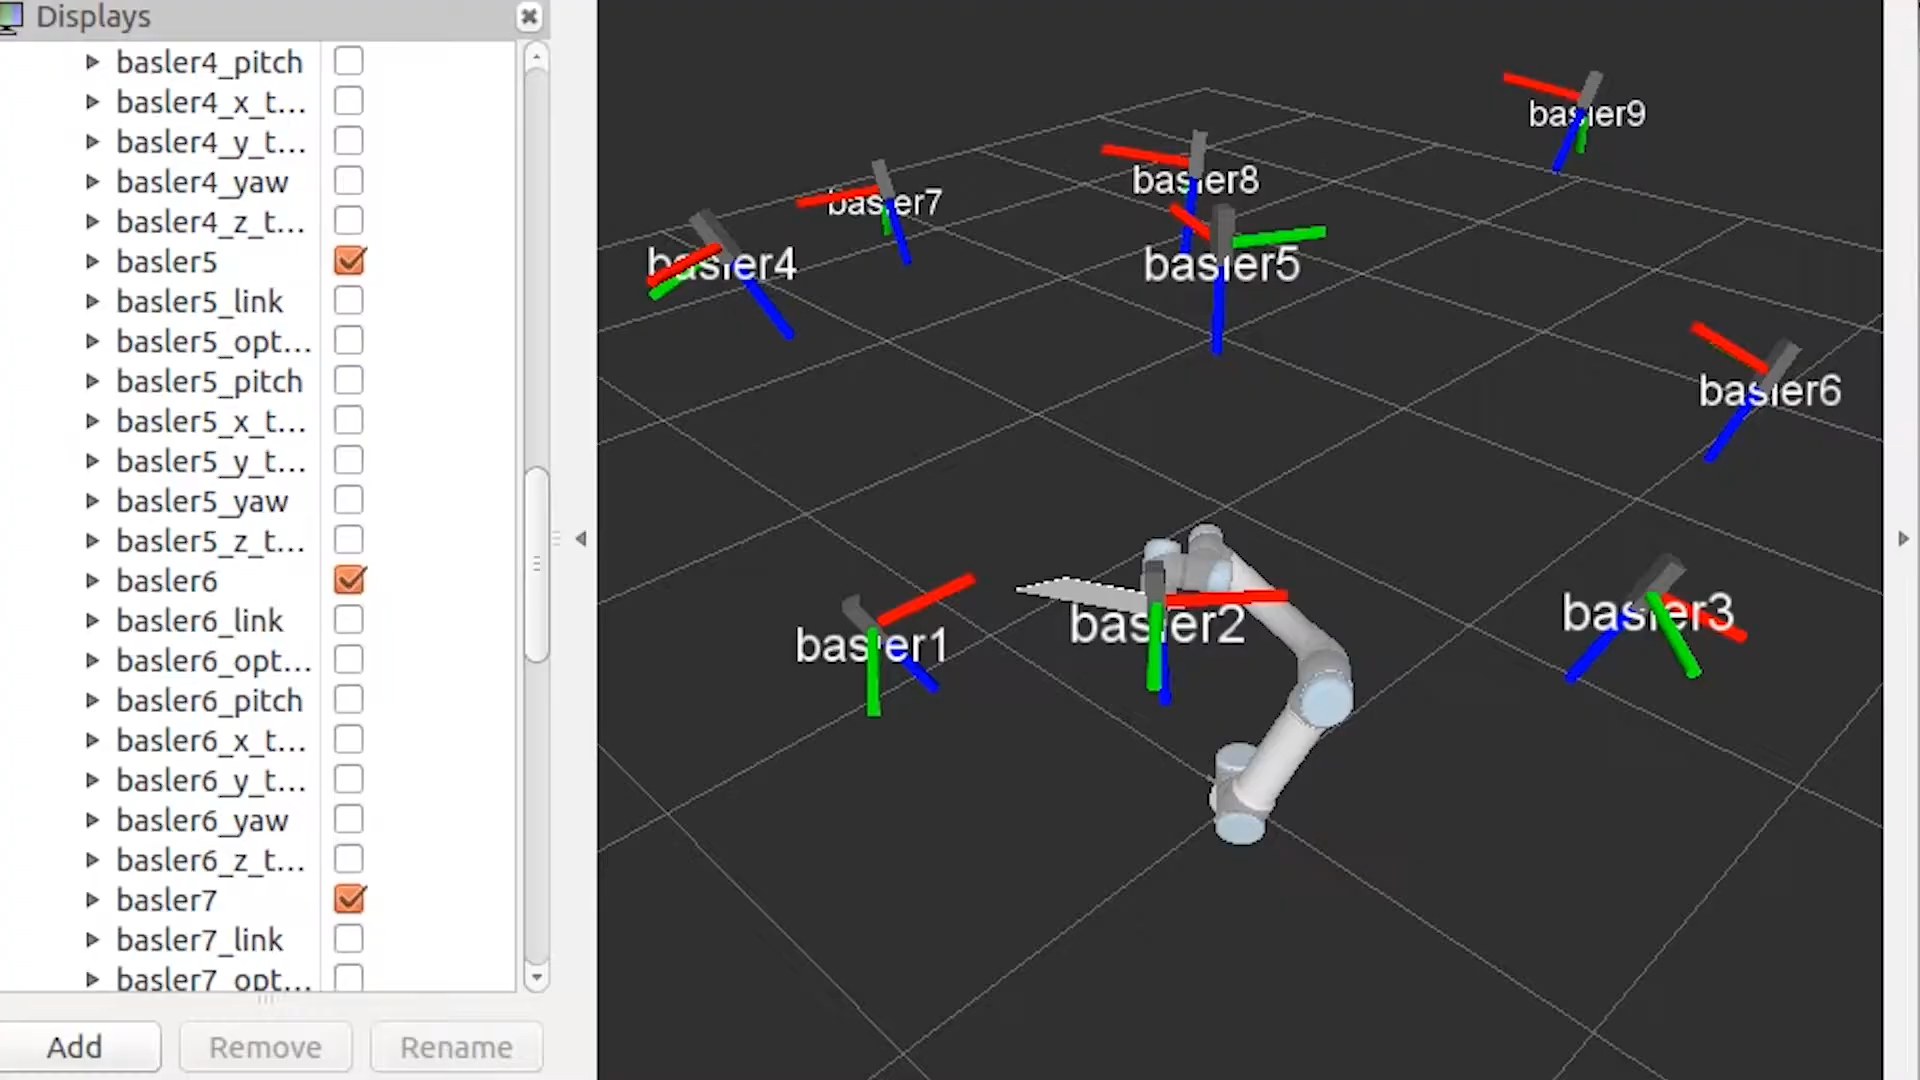 Displays
basler4_pitch
basler4_x_t...
basler4_y_t...
basler4_yaw
basler4_z_t...
basler5
basler5_link
basler5_opt...
basler5_pitch
basler5_x_t...
basler5_y_t...
basler5_yaw
basler5_z_t...
basler6
basler6_link
basler6_opt...
basler6_pitch
basler6_x_t...
basler6_y_t...
basler6_yaw
basler6_z_t...
basler7
basler7_link
basler7_opt...
Add
Remove
Rename
basler9
basler8
basler7
basler4
basler5
basler6
basler3
basler2
basler1